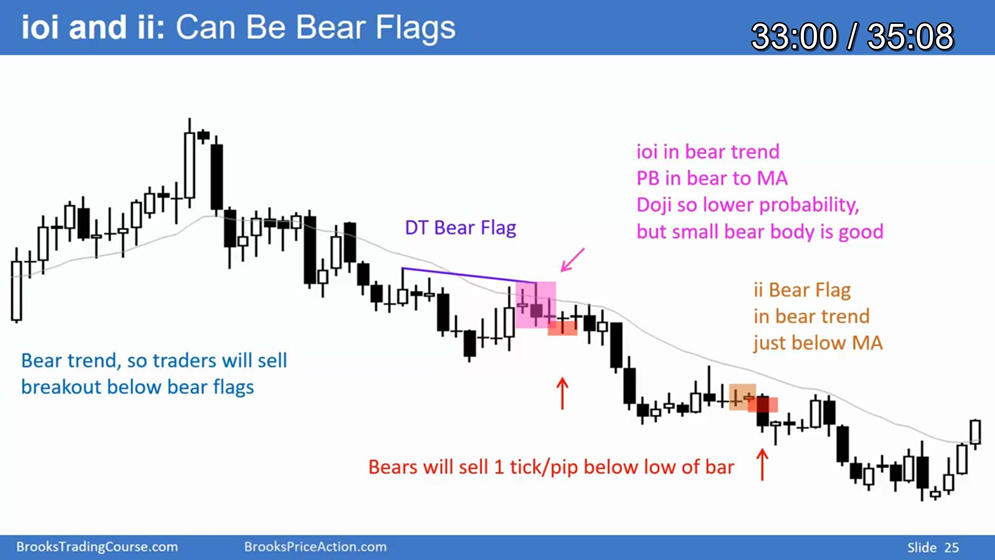 ioi and ii: Can Be Bear Flags
33:00 / 35:08
ioi in bear trend
PB in bear to MA
Doji so lower probability,
but small bear body is good
DT Bear Flag
ii Bear Flag
in bear trend
just below MA
Bear trend, so traders will sell
breakout below bear flags
Bears will sell 1 tick/pip below low of bar
BrooksTradingCourse.com
BrooksPriceAction.com
Slide 25